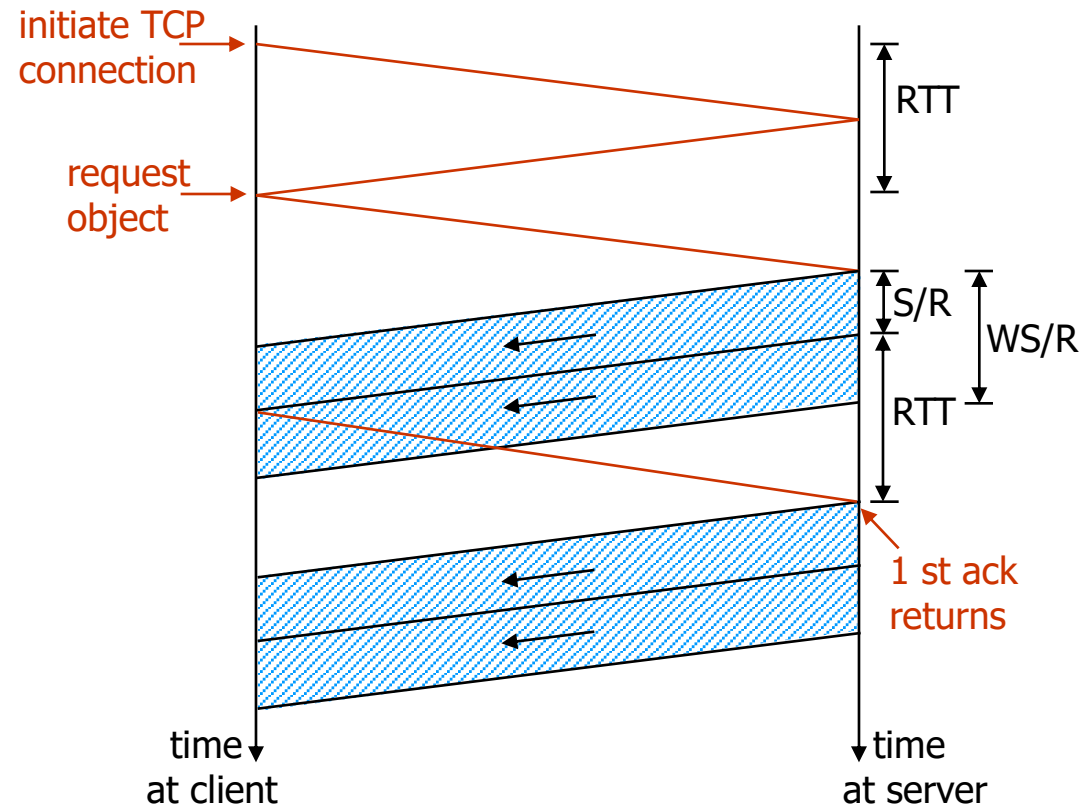 initiate TCP
connection
RTT
request
object
S/R
WS/R
RTT
1 st ack
returns
time
at client
time
at server